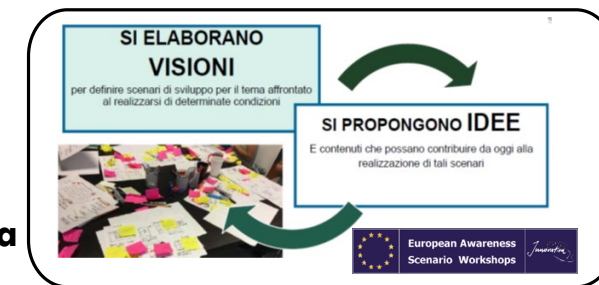 SI ELABORANO
VISIONI
per definire scenari di sviluppo per il tema affrontato
al realizzarsi di determinate condizioni
SI PROPONGONO IDEE
E contenuti che possano contribuire da oggi alla
realizzazione di tali scenari
a
European Awareness
Scenario Workshops
Innovation